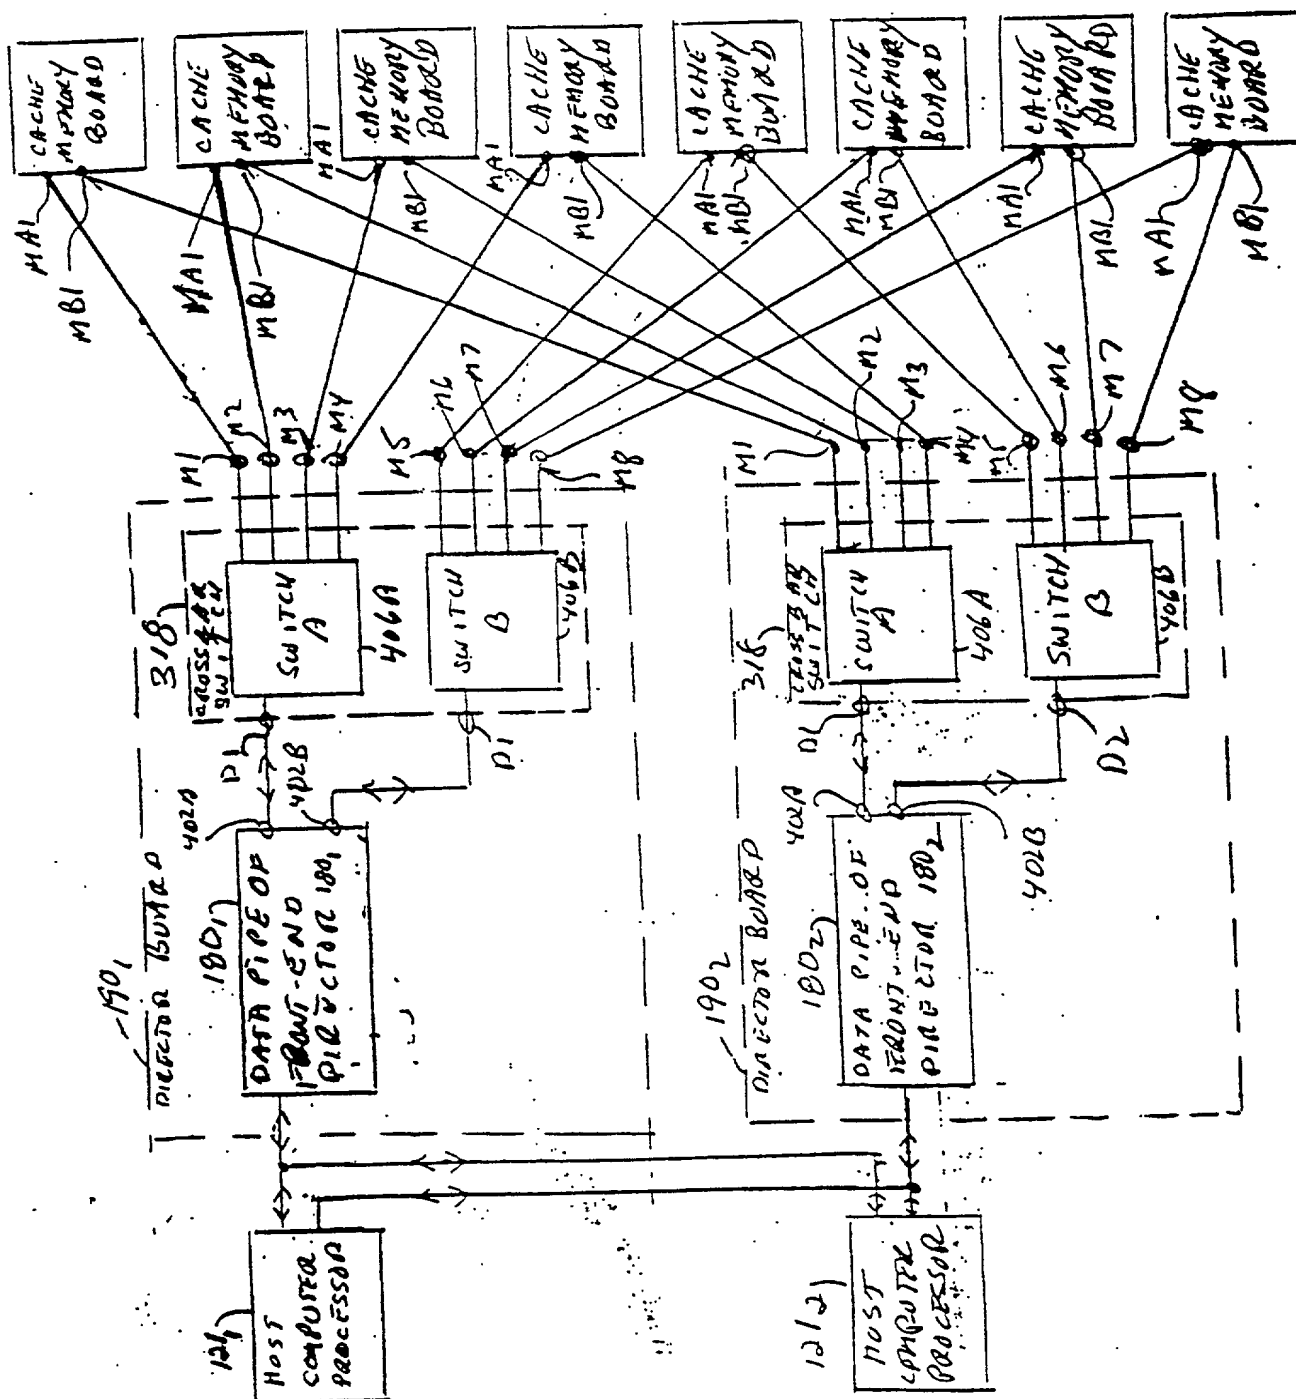 CACHE
MEMORY
BOARD
CACHE
MEMORY
BOARD
CACHE
MEMORY
BOARD
CACHE
MEMORY
BOARD
CACHE
MEMORY
BOARD
CACHE
MEMORY
BOARD
CACHE
MEMORY
BOARD
CACHE
MEMORY
BOARD
MA1
MB1
MA1
MB1
MA1
MB1
MA1
MB1
MA1
MB1
MA1
MB1
MA1
MB1
MA1
MB1
M1
M2
M3
M4
M5
M6
M7
M8
M1
M2
M3
M4
M6
M7
M8
318
CROSSBAR
SWITCH
SWITCH
A
406A
SWITCH
B
406B
318
CROSSBAR
SWITCH
SWITCH
A
406A
SWITCH
B
406B
D1
D1
D1
D2
402A
402B
402A
402B
190₁
DIRECTOR BOARD
180₁
DATA PIPE OF
FRONT-END
DIRECTOR 180₁
190₂
DIRECTOR BOARD
180₂
DATA PIPE OF
FRONT-END
DIRECTOR 180₂
121₁
HOST
COMPUTER
PROCESSOR
121₂
HOST
COMPUTER
PROCESSOR